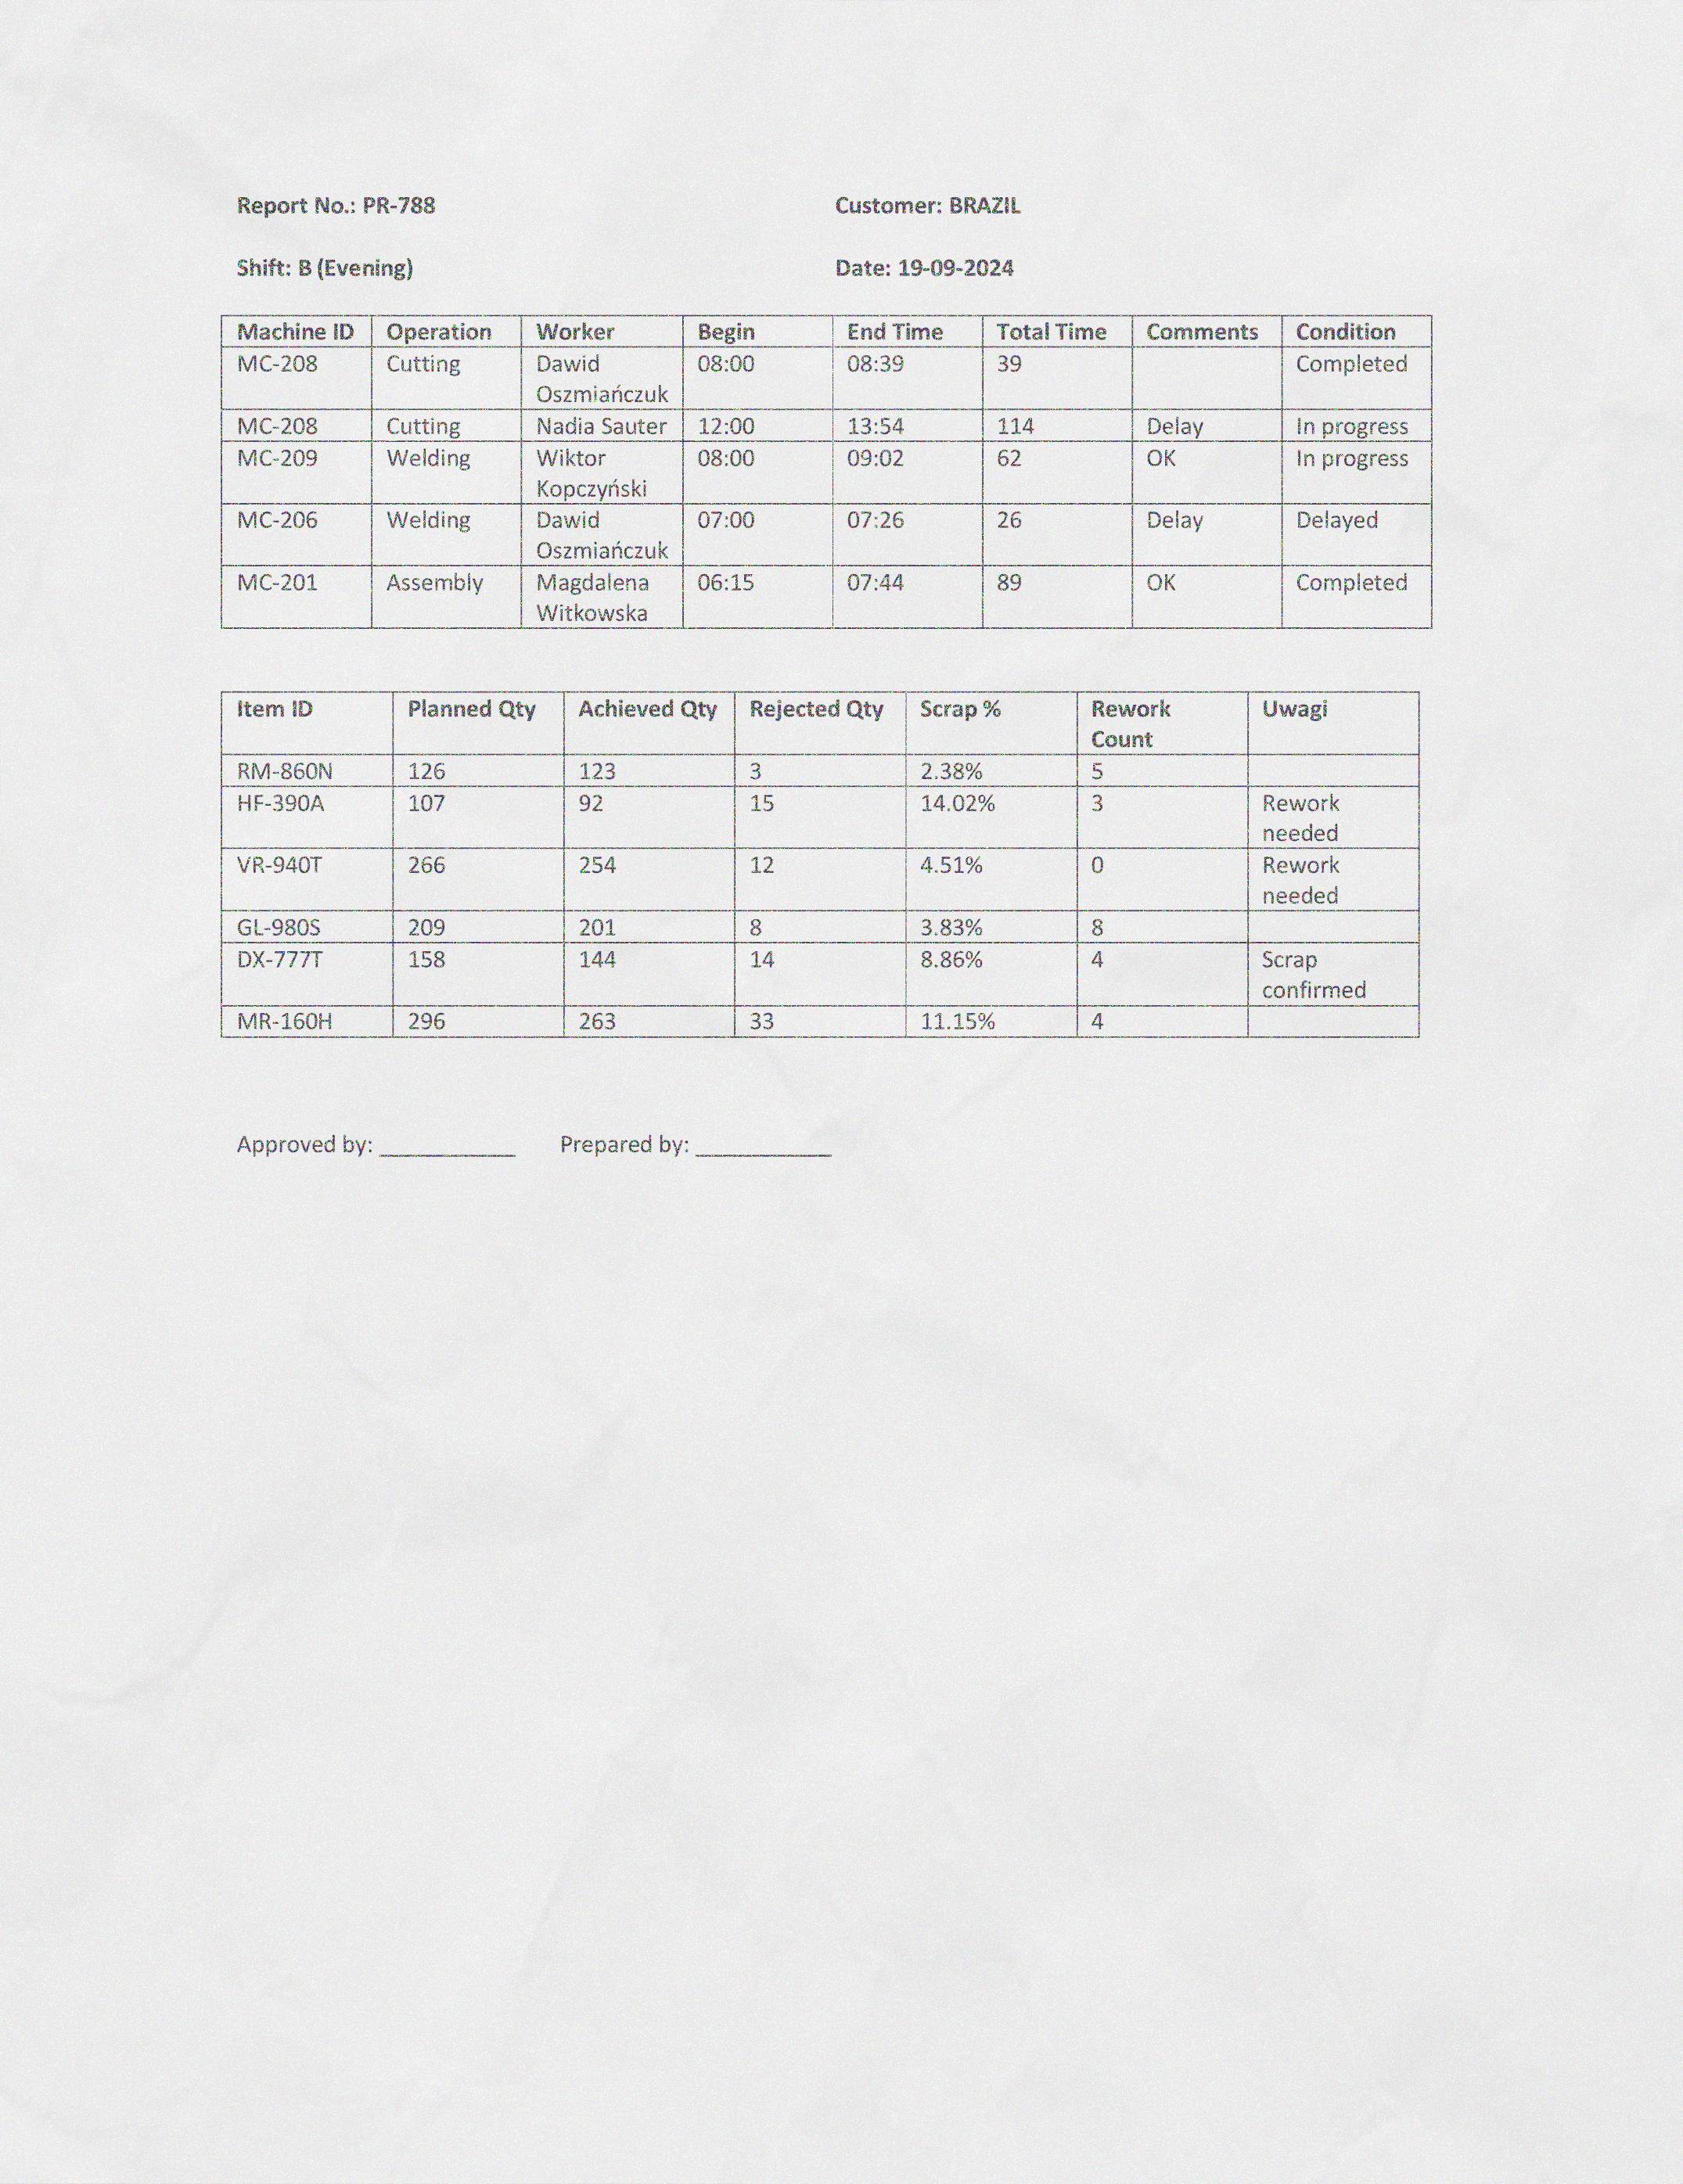 Report No.: PR-788 Customer: BRAZIL
Shift: B (Evening) Date: 19-09-2024
Machine ID Operation Worker Begin End Time Total Time Comments Condition
MC-208 Cutting Dawid Oszmiańczuk 08:00 08:39 39 Completed
MC-208 Cutting Nadia Sauter 12:00 13:54 114 Delay In progress
MC-209 Welding Wiktor Kopczyński 08:00 09:02 62 OK In progress
MC-206 Welding Dawid Oszmiańczuk 07:00 07:26 26 Delay Delayed
MC-201 Assembly Magdalena Witkowska 06:15 07:44 89 OK Completed
Item ID Planned Qty Achieved Qty Rejected Qty Scrap % Rework Count Uwagi
RM-860N 126 123 3 2.38% 5
HF-390A 107 92 15 14.02% 3 Rework needed
VR-940T 266 254 12 4.51% 0 Rework needed
GL-980S 209 201 8 3.83% 8
DX-777T 158 144 14 8.86% 4 Scrap confirmed
MR-160H 296 263 33 11.15% 4
Approved by: ____________ Prepared by: ____________